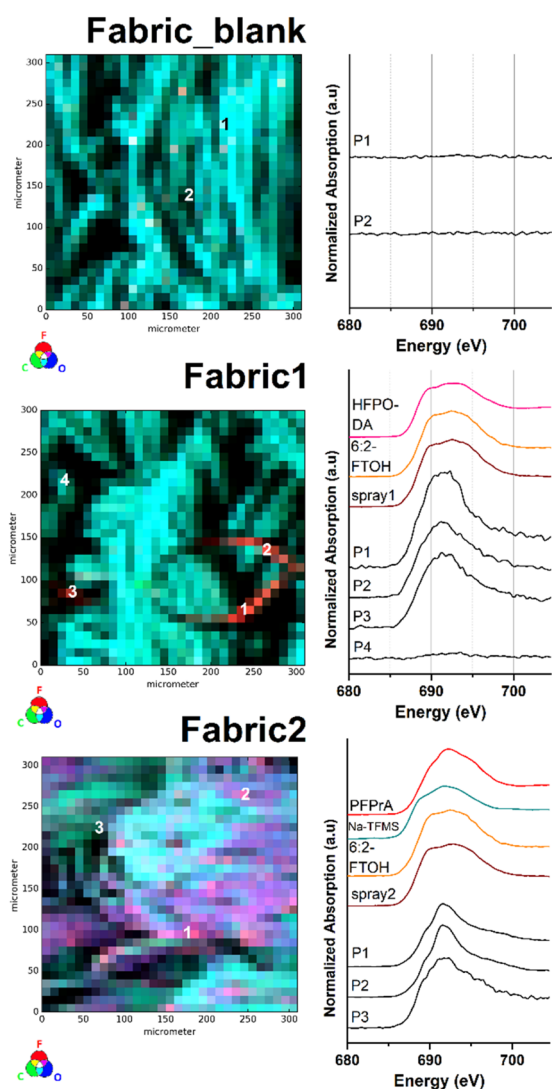 Fabric_blank
micrometer
300
250
200
150
100
50
0
1
2
0 50 100 150 200 250 300
micrometer
F
C O
Normalized Absorption (a.u)
P1
P2
680 690 700
Energy (eV)
Fabric1
micrometer
300
250
200
150
100
50
0
4
2
3
1
0 50 100 150 200 250 300
micrometer
F
C O
Normalized Absorption (a.u)
HFPO-
DA
6:2-
FTOH
spray1
P1
P2
P3
P4
680 690 700
Energy (eV)
Fabric2
micrometer
300
250
200
150
100
50
0
2
3
1
0 50 100 150 200 250 300
micrometer
F
C O
Normalized Absorption (a.u)
PFPrA
Na-TFMS
6:2-
FTOH
spray2
P1
P2
P3
680 690 700
Energy (eV)